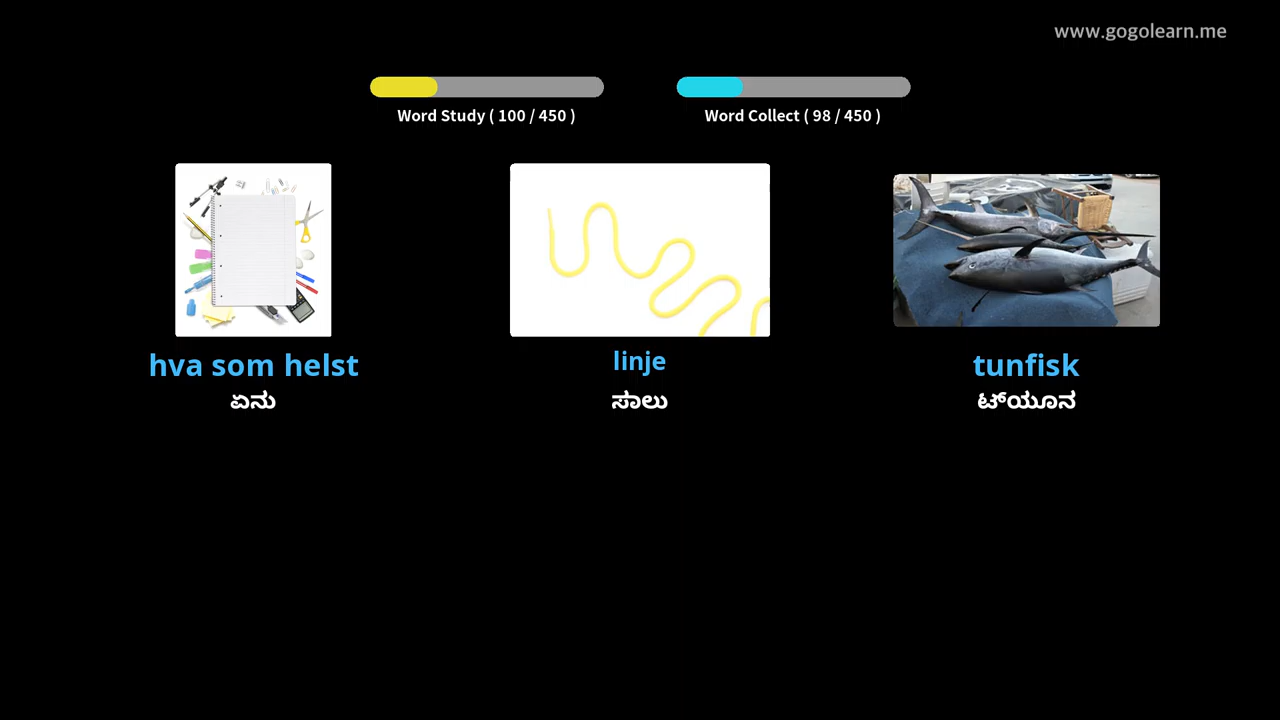 www.gogolearn.me
Word Study ( 100 / 450 )
Word Collect ( 98 / 450 )
hva som helst
linje
tunfisk
ಏನು
ಸಾಲು
ಟ್ಯೂನ